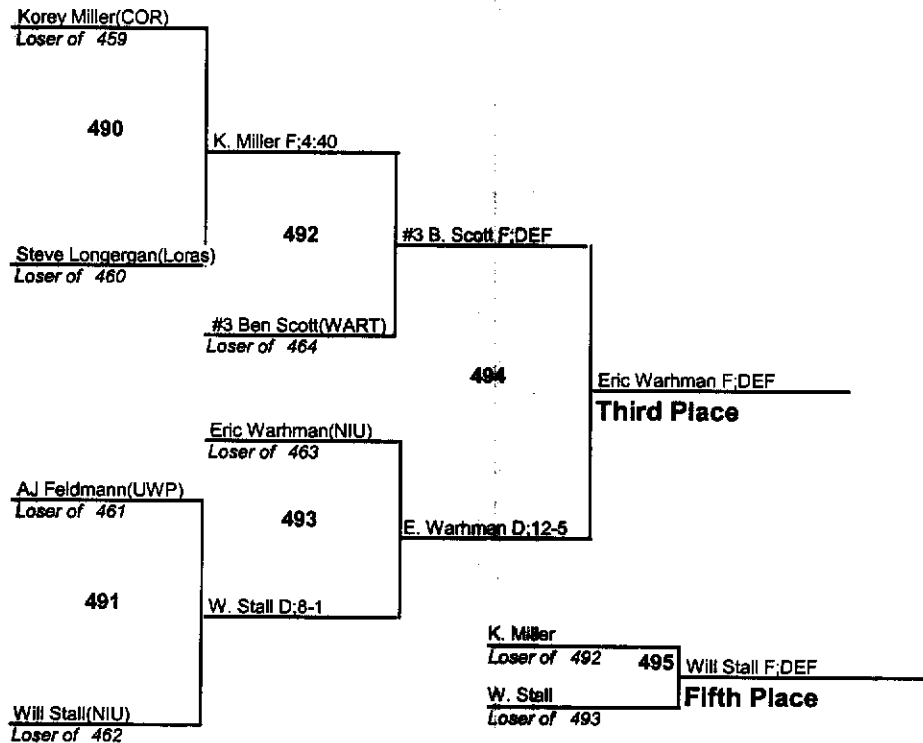 Korey Miller(COR)
Loser of 459
490
K. Miller F;4:40
492
#3 B. Scott F;DEF
Steve Longergan(Loras)
Loser of 460
#3 Ben Scott(WART)
Loser of 464
494
Eric Warhman F;DEF
Third Place
Eric Warhman(NIU)
Loser of 463
AJ Feldmann(UWP)
Loser of 461
493
E. Warhman D;12-5
491
W. Stall D;8-1
K. Miller
Loser of 492
495
Will Stall F;DEF
Fifth Place
W. Stall
Loser of 493
Will Stall(NIU)
Loser of 462